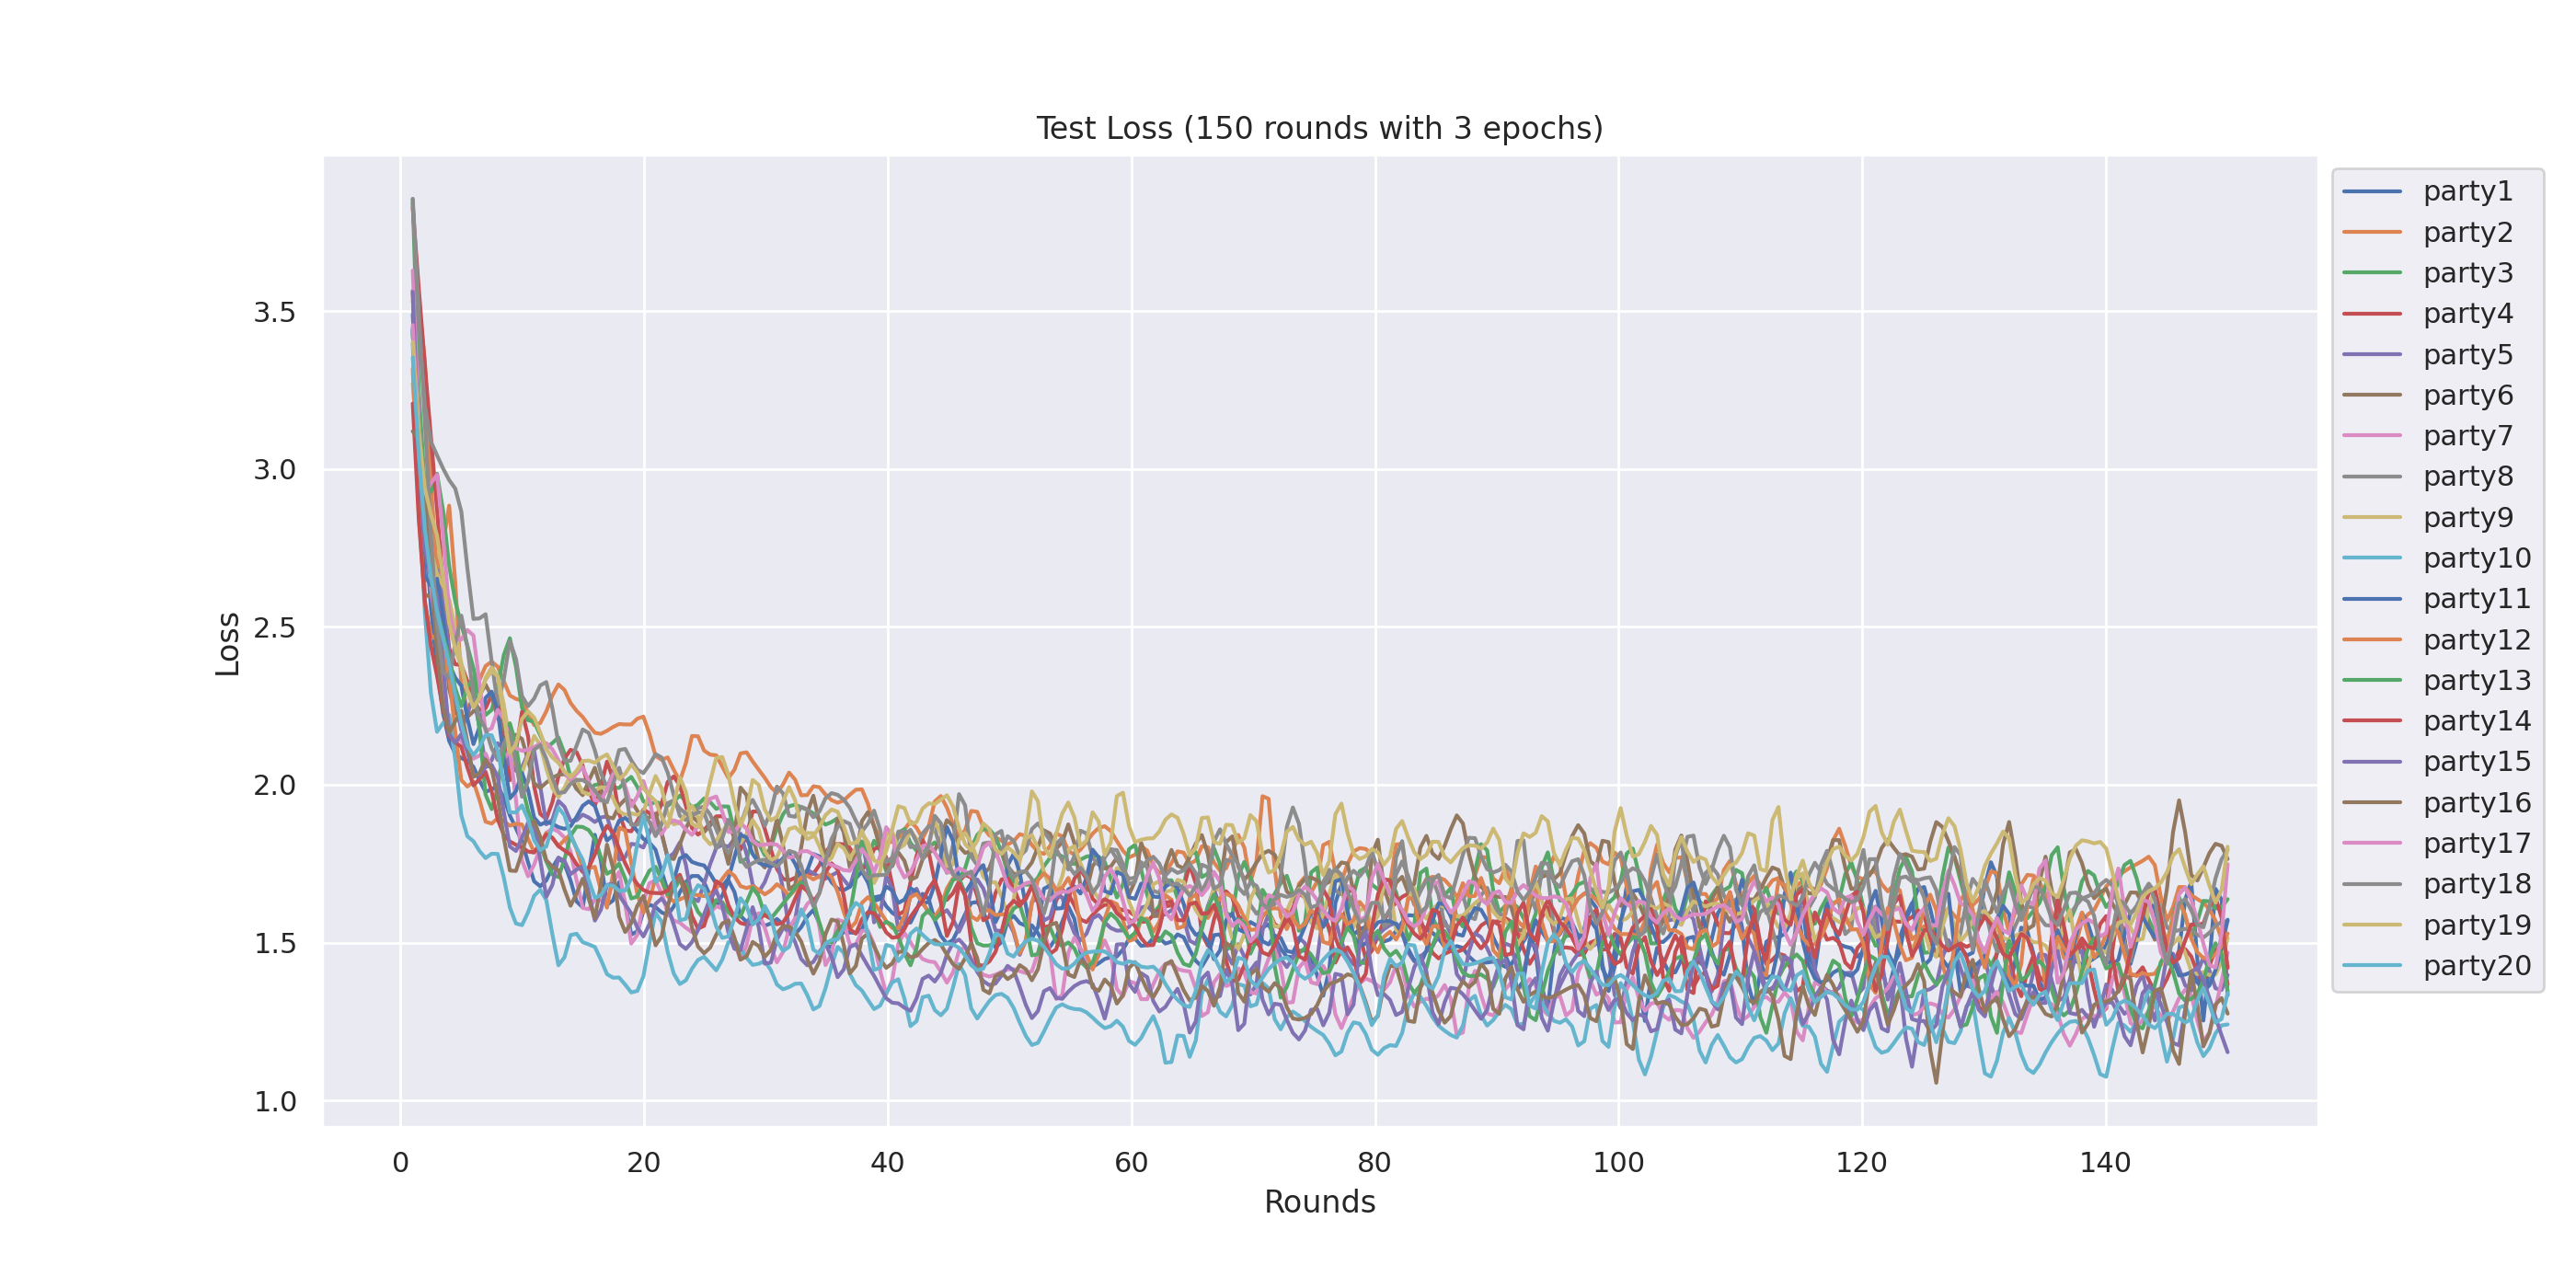 Test Loss (150 rounds with 3 epochs)
3.5
3.0
2.5
2.0
1.5
1.0
Loss
0 20 40 60 80 100 120 140
Rounds
party1
party2
party3
party4
party5
party6
party7
party8
party9
party10
party11
party12
party13
party14
party15
party16
party17
party18
party19
party20